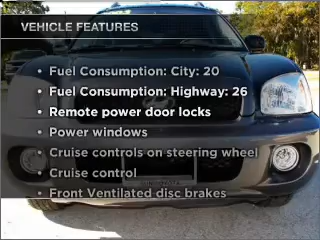 VEHICLE FEATURES
• Fuel Consumption: City: 20
• Fuel Consumption: Highway: 26
• Remote power door locks
• Power windows
• Cruise controls on steering wheel
• Cruise control
• Front Ventilated disc brakes